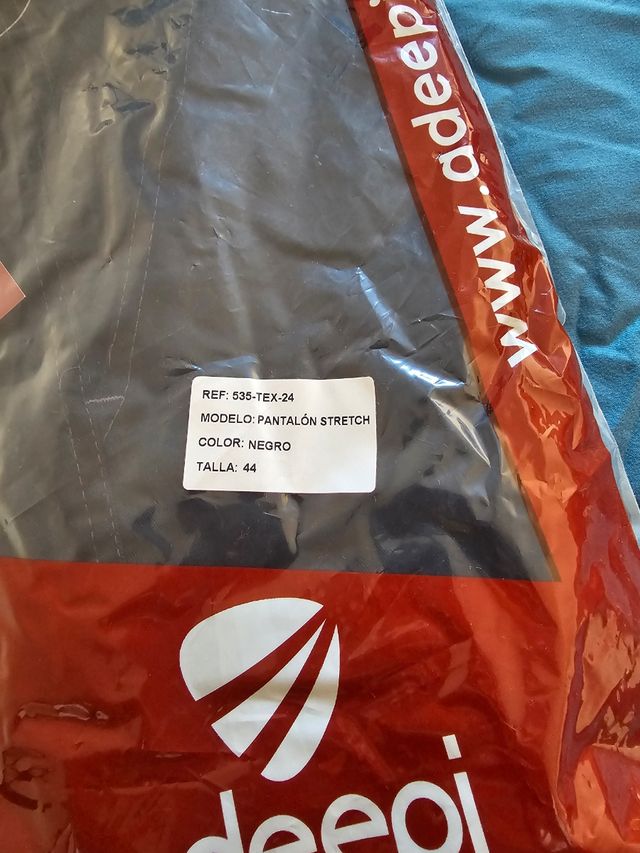 www.adeepi
REF: 535-TEX-24
MODELO: PANTALÓN STRETCH
COLOR: NEGRO
TALLA: 44
deepi